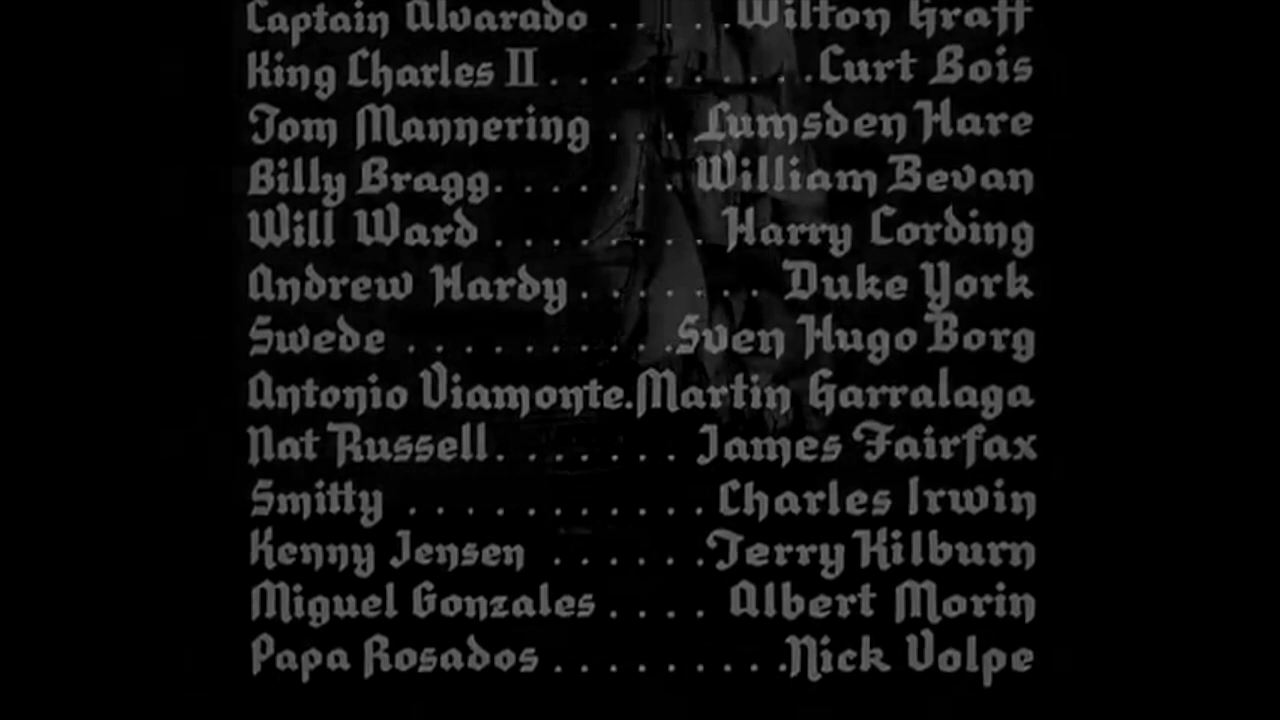 Captain Alvarado . . . . .Wilton Graff
King Charles II . . . . . . . . . .Curt Bois
Tom Mannering . . . Lumsden Hare
Billy Bragg. . . . . . . William Bevan
Will Ward . . . . . . . . Harry Cording
Andrew Hardy . . . . . . . Duke York
Swede . . . . . . . . . . .Sven Hugo Borg
Antonio Viamonte.Martin Garralaga
Nat Russell. . . . . . . James Fairfax
Smitty . . . . . . . . . . . Charles Irwin
Kenny Jensen . . . . . .Terry Kilburn
Miguel Gonzales . . . . Albert Morin
Papa Rosados . . . . . . . . .Nick Volpe